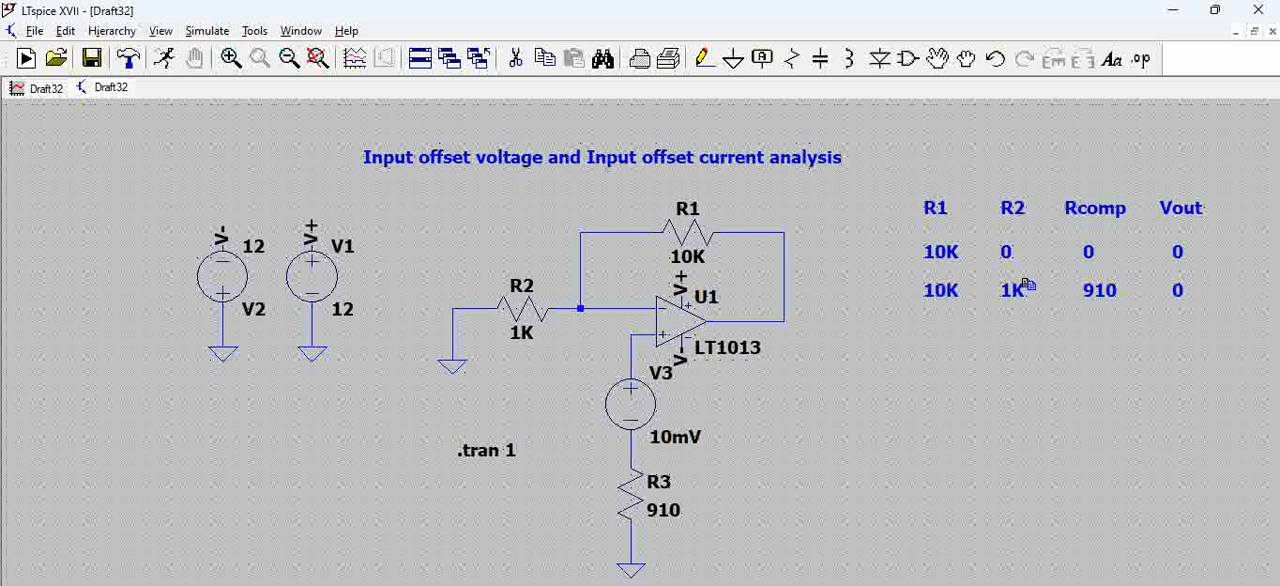 LTspice XVII - [Draft32]
File Edit Hierarchy View Simulate Tools Window Help
Aa .op
Draft32 Draft32
Input offset voltage and Input offset current analysis
R1 R2 Rcomp Vout
10K 0 0 0
10K 1K 910 0
V- 12 V2
V+ V1 12
R1
10K
R2
1K
V+ U1
V- LT1013
V3
10mV
.tran 1
R3
910